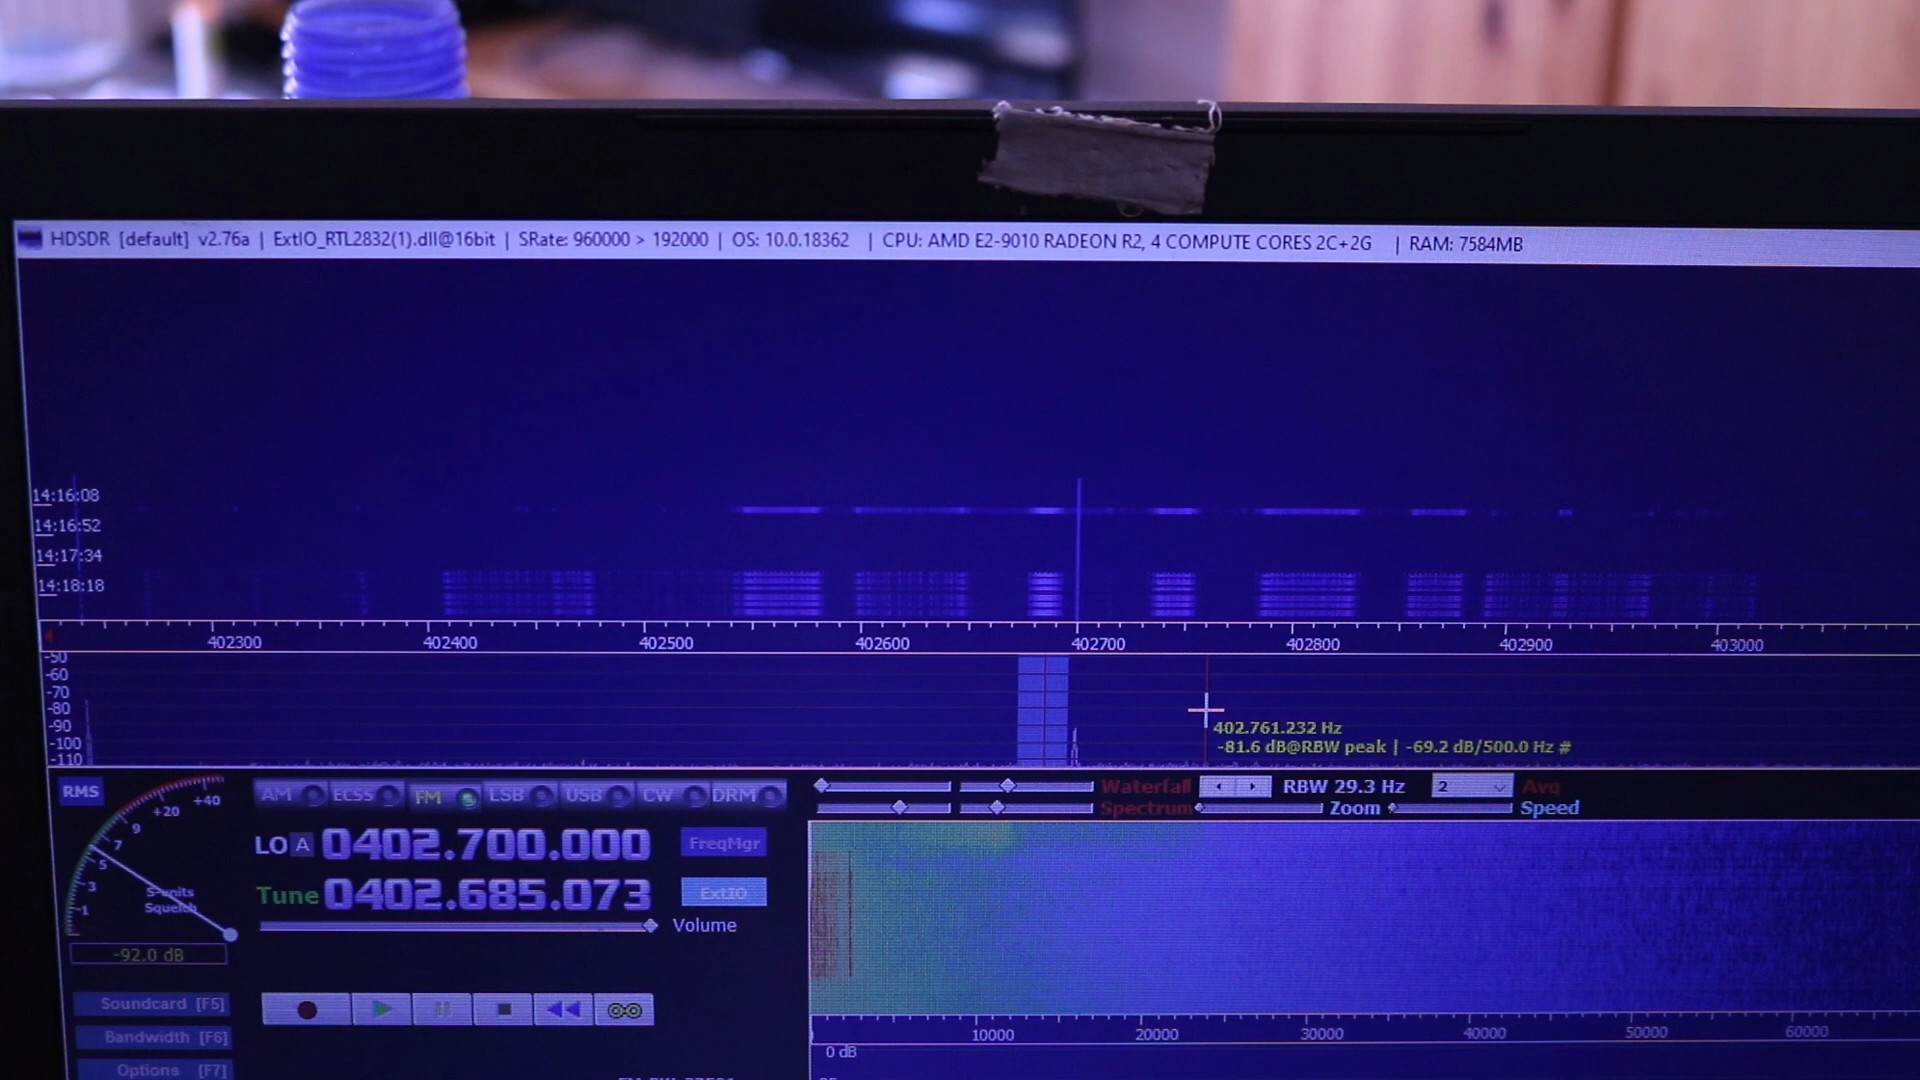 HDSDR [default] v2.76a | ExtIO_RTL2832(1).dll@16bit | SRate: 960000 > 192000 | OS: 10.0.18362 | CPU: AMD E2-9010 RADEON R2, 4 COMPUTE CORES 2C+2G | RAM: 7584MB
14:16:08
14:16:52
14:17:34
14:18:18
402300 402400 402500 402600 402700 402800 402900 403000
-50
-60
-70
-80
-90
-100
-110
402.761.232 Hz
-81.6 dB@RBW peak | -69.2 dB/500.0 Hz #
RMS
+20 +40
9
7
5
3
1
S-units
Squelch
-92.0 dB
AM ECSS FM LSB USB CW DRM
LO A 0402.700.000 FreqMgr
Tune 0402.685.073 ExtIO
Volume
Waterfall RBW 29.3 Hz 2 Avg
Spectrum Zoom Speed
10000 20000 30000 40000 50000 60000
0 dB
Soundcard [F5]
Bandwidth [F6]
Options [F7]